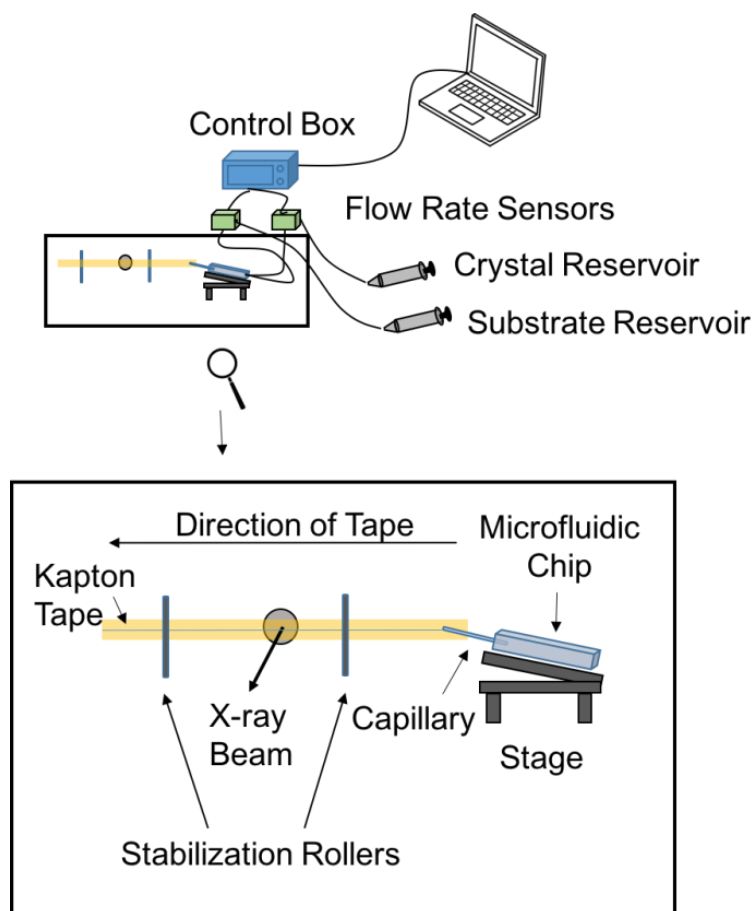 Control Box
Flow Rate Sensors
Crystal Reservoir
Substrate Reservoir
Direction of Tape
Microfluidic
Chip
Kapton
Tape
X-ray
Beam
Capillary
Stage
Stabilization Rollers